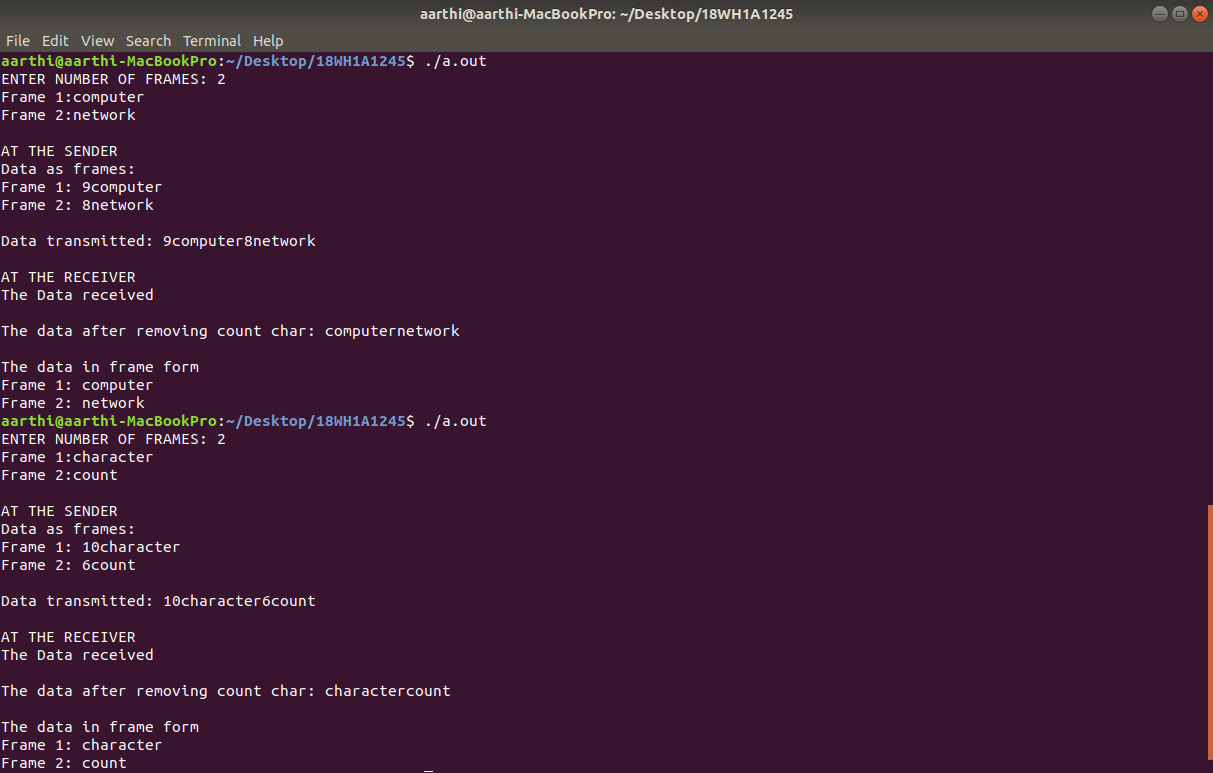 aarthi@aarthi-MacBookPro: ~/Desktop/18WH1A1245
File Edit View Search Terminal Help
aarthi@aarthi-MacBookPro:~/Desktop/18WH1A1245$ ./a.out
ENTER NUMBER OF FRAMES: 2
Frame 1:computer
Frame 2:network

AT THE SENDER
Data as frames:
Frame 1: 9computer
Frame 2: 8network

Data transmitted: 9computer8network

AT THE RECEIVER
The Data received

The data after removing count char: computernetwork

The data in frame form
Frame 1: computer
Frame 2: network
aarthi@aarthi-MacBookPro:~/Desktop/18WH1A1245$ ./a.out
ENTER NUMBER OF FRAMES: 2
Frame 1:character
Frame 2:count

AT THE SENDER
Data as frames:
Frame 1: 10character
Frame 2: 6count

Data transmitted: 10character6count

AT THE RECEIVER
The Data received

The data after removing count char: charactercount

The data in frame form
Frame 1: character
Frame 2: count